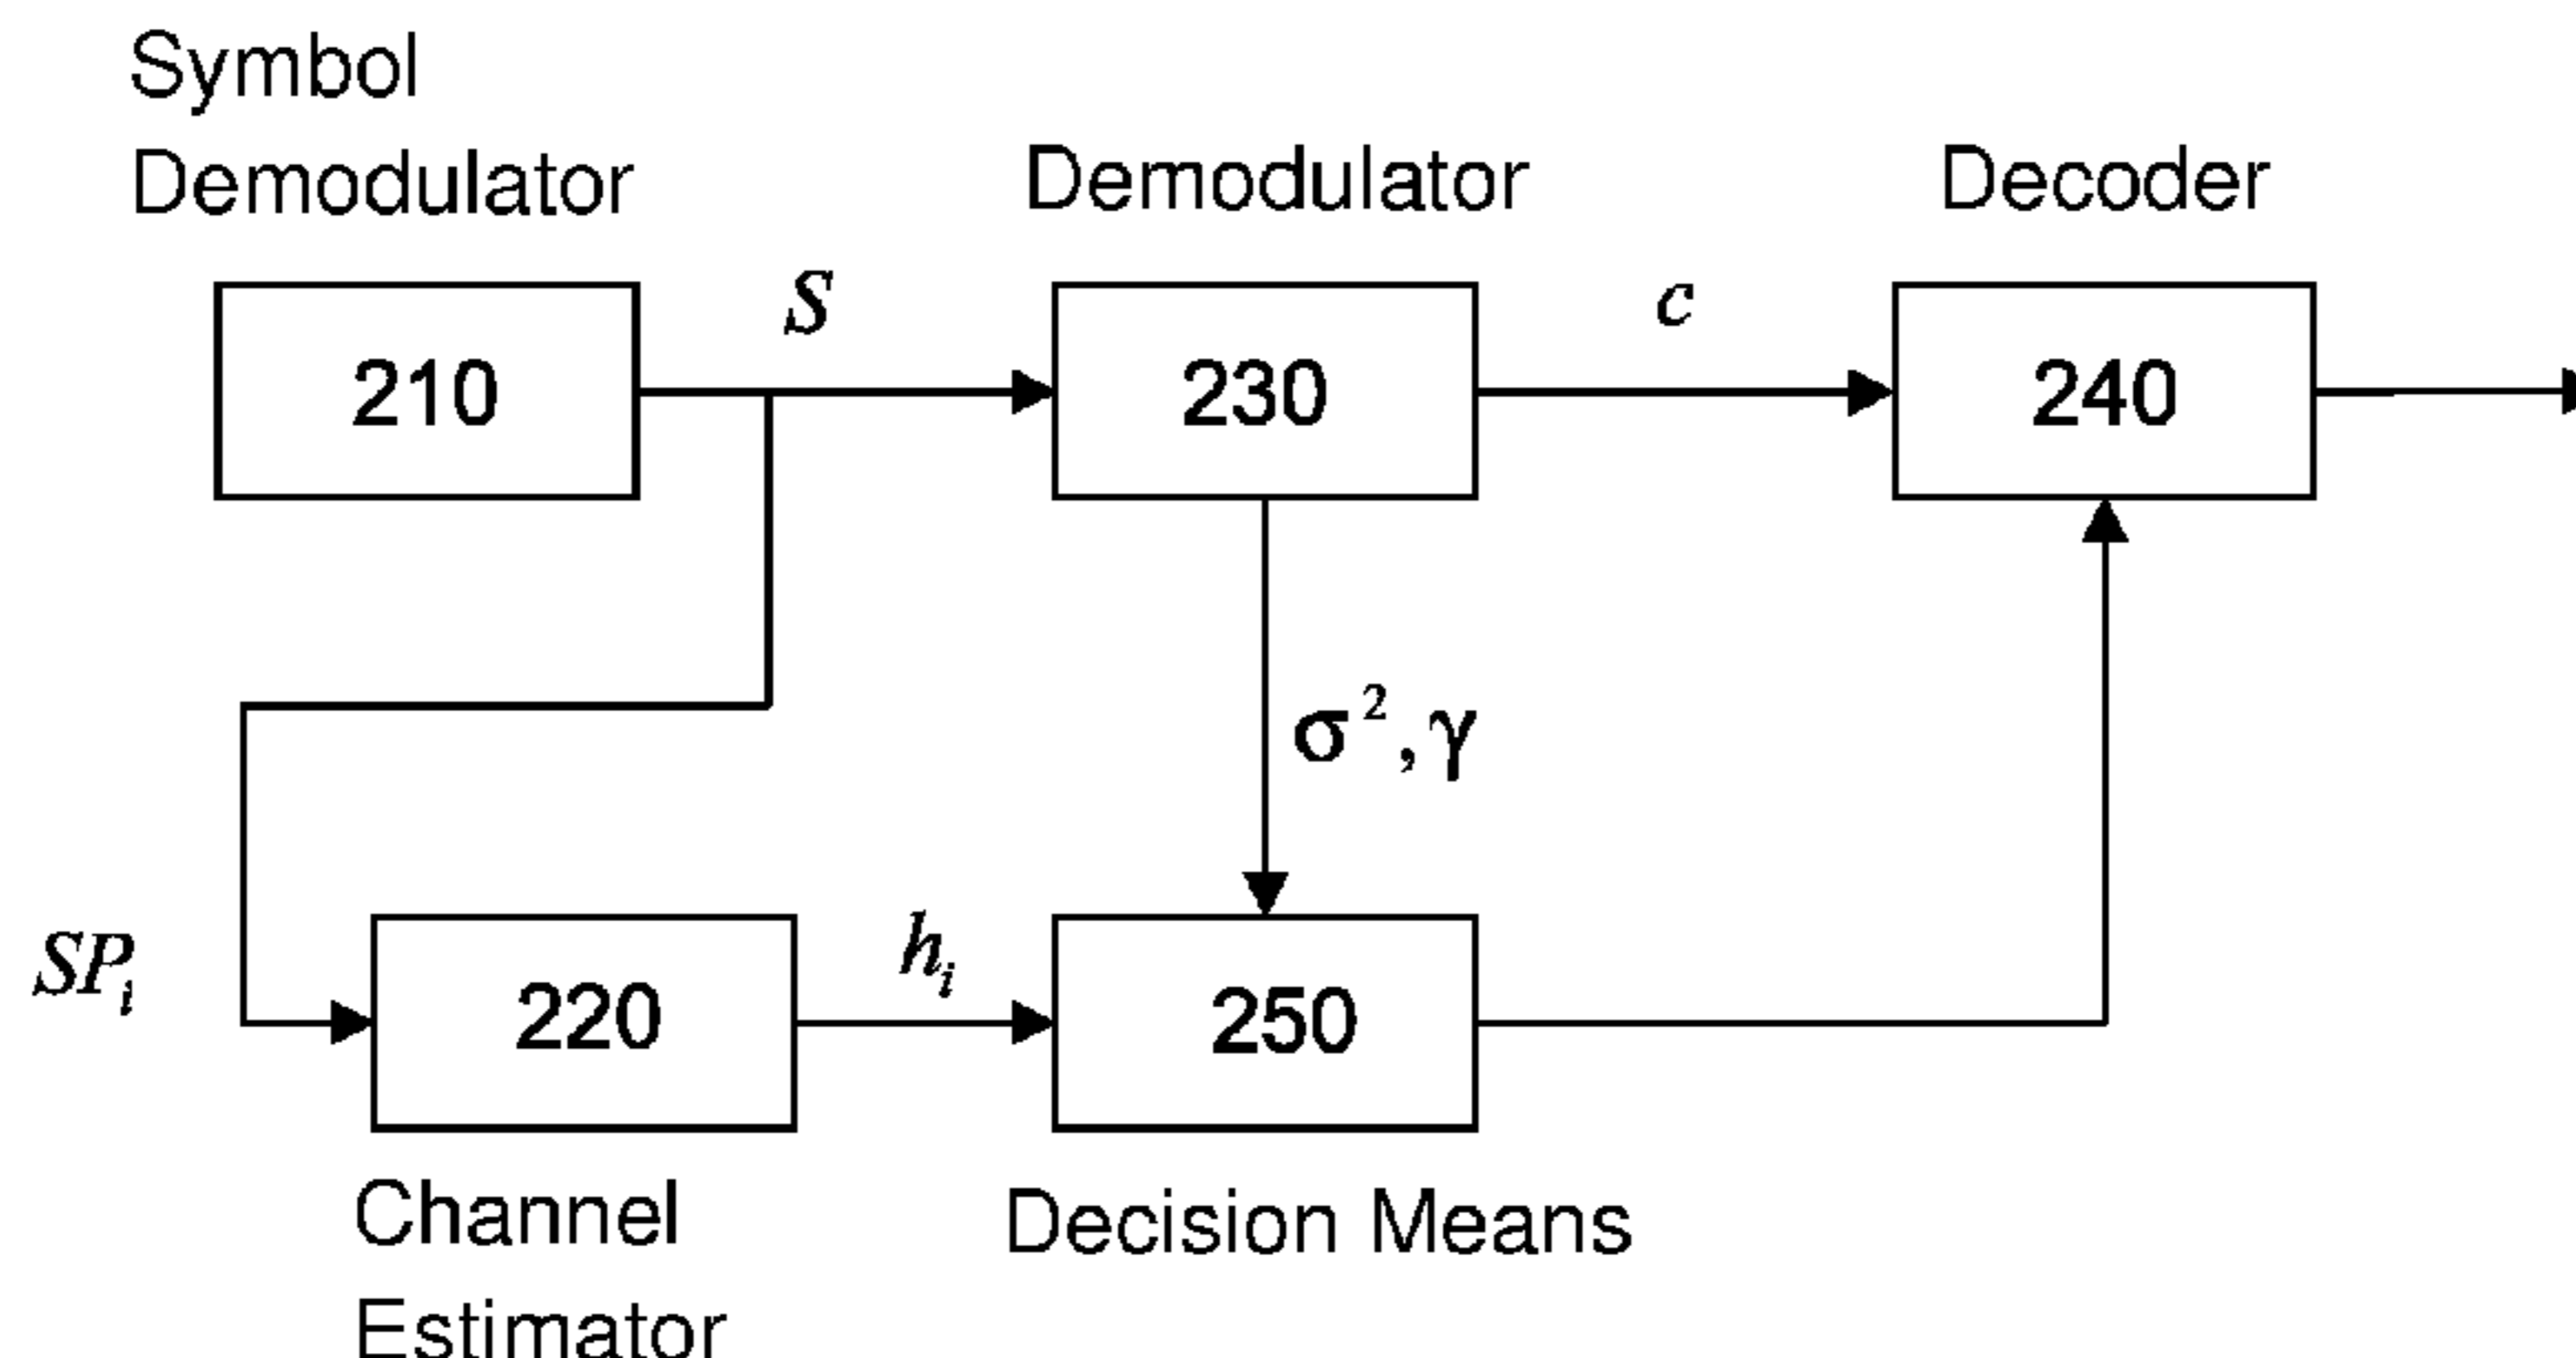 Symbol
Demodulator
Demodulator
Decoder
S
c
210
230
240
σ², γ
SPᵢ
hᵢ
220
250
Channel
Estimator
Decision Means